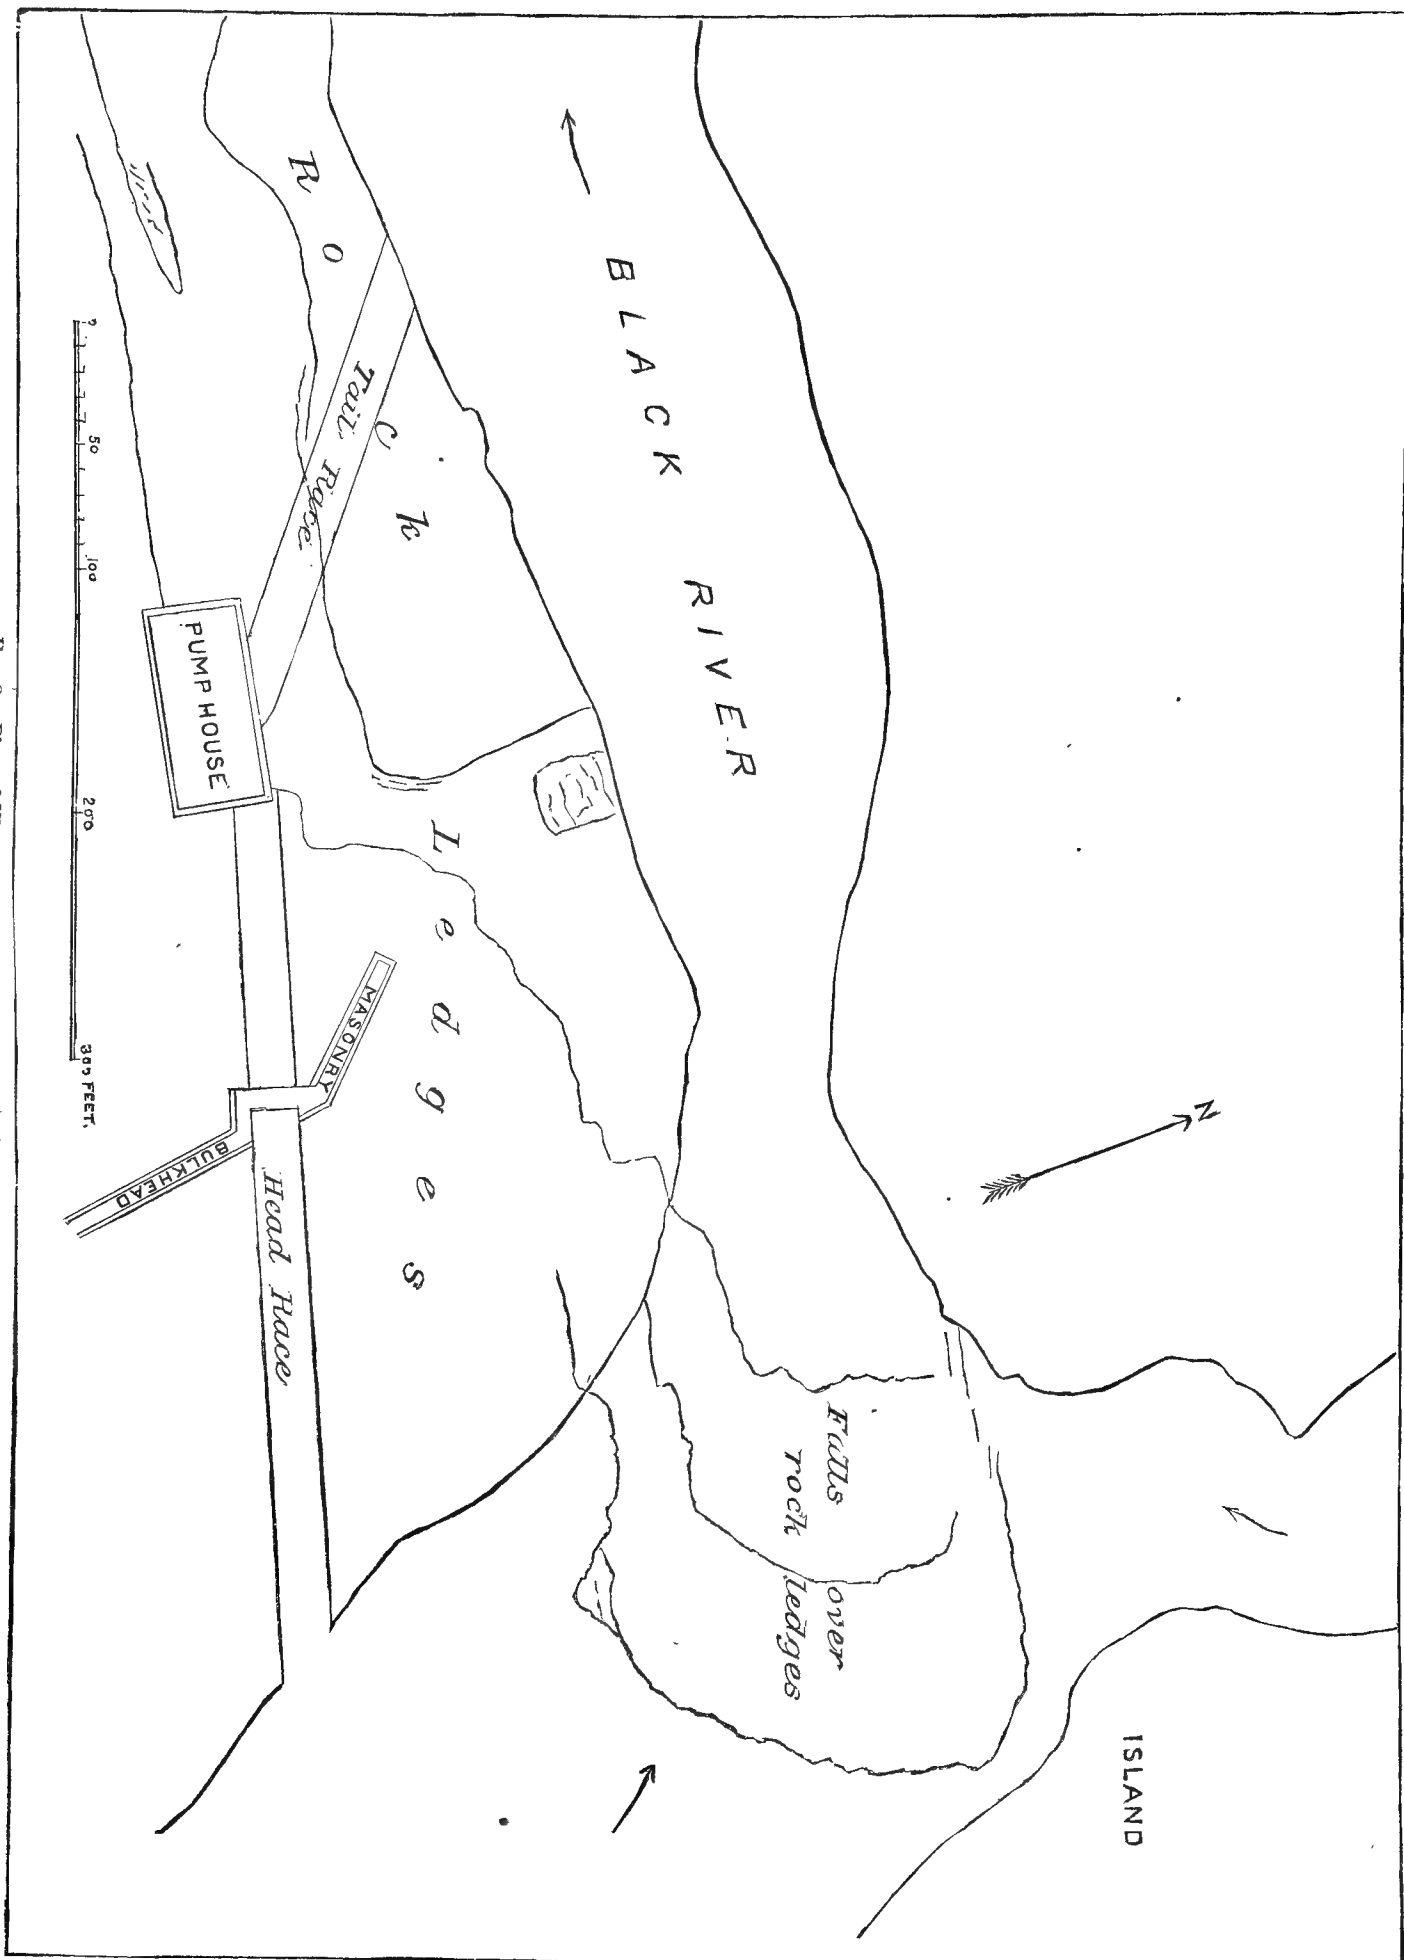 BLACK RIVER
Rock Ledges
Tail Race
PUMP HOUSE
MASONRY
BULKHEAD
Head Race
Falls over
rock ledges
ISLAND
N
0 50 100 200 300 FEET.